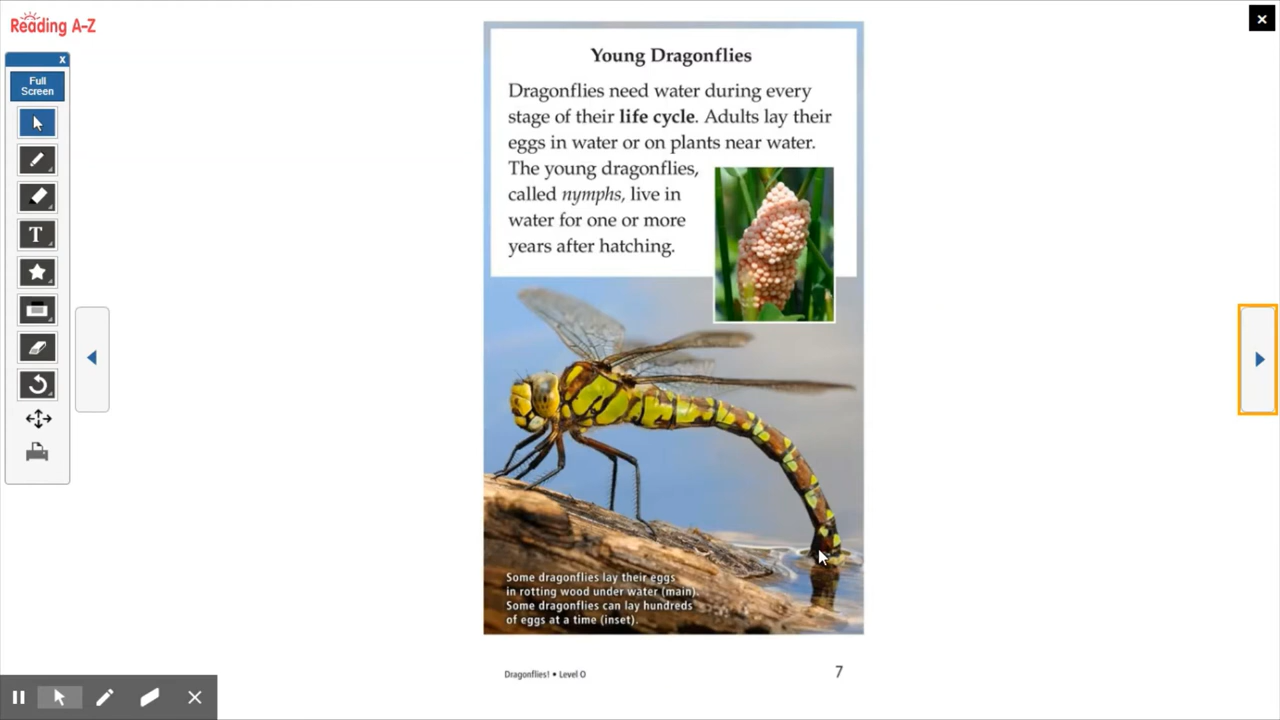 Reading A-Z
x
Full
Screen
T
Young Dragonflies
Dragonflies need water during every
stage of their life cycle. Adults lay their
eggs in water or on plants near water.
The young dragonflies,
called nymphs, live in
water for one or more
years after hatching.
Some dragonflies lay their eggs
in rotting wood under water (main).
Some dragonflies can lay hundreds
of eggs at a time (inset).
Dragonflies! • Level O
7